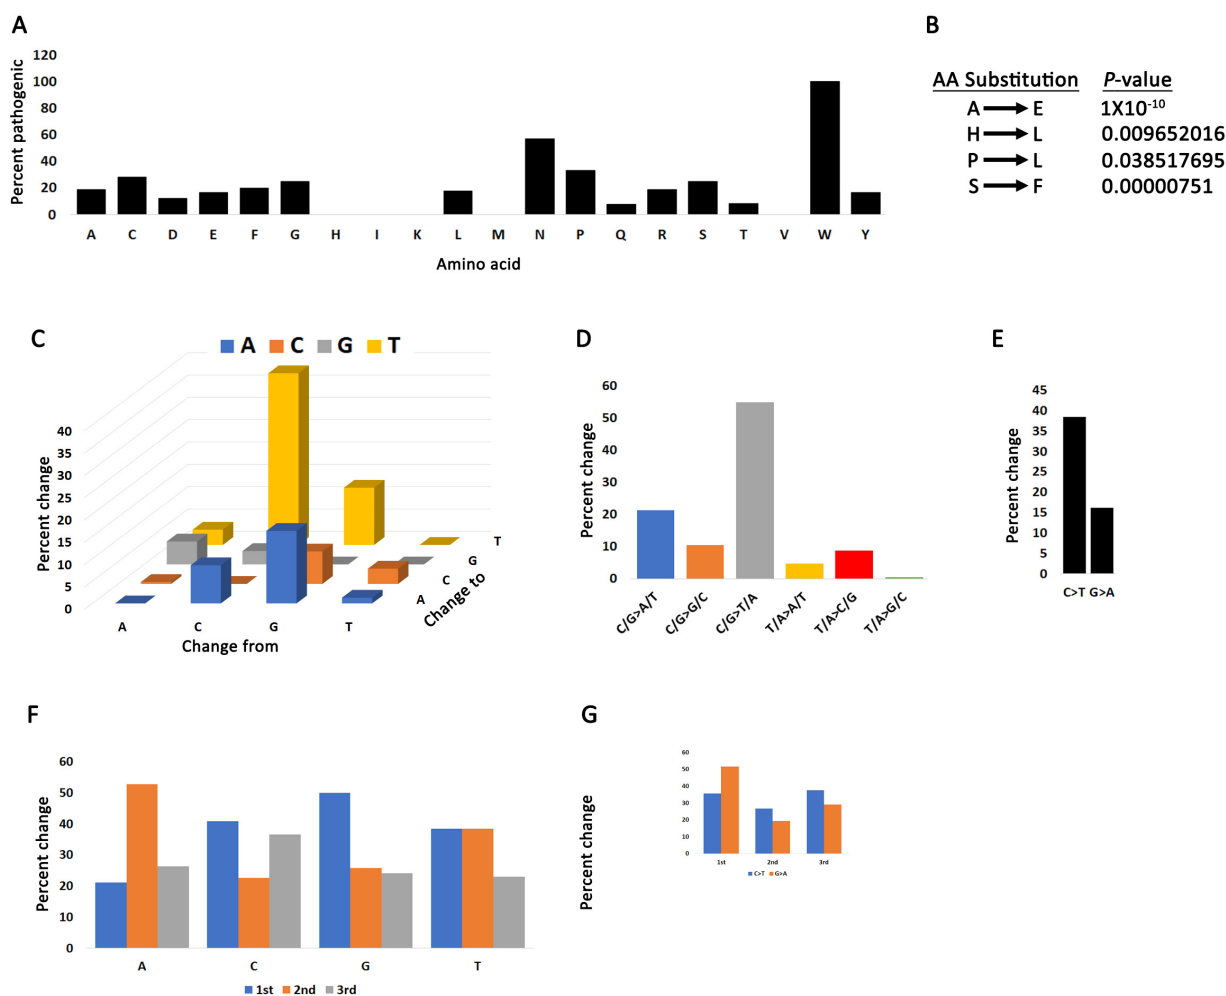 A
Percent pathogenic
120
100
80
60
40
20
0
A C D E F G H I K L M N P Q R S T V W Y
Amino acid
B
AA Substitution P-value
A E 1X10-10
H L 0.009652016
P L 0.038517695
S F 0.00000751
C
A C G T
Percent change
40
35
30
25
20
15
10
5
0
A C G T
Change from
A
C
G
T
Change to
D
Percent change
60
50
40
30
20
10
0
C/G>A/T C/G>G/C C/G>T/A T/A>A/T T/A>C/G T/A>G/C
E
Percent change
45
40
35
30
25
20
15
10
5
0
C>T G>A
F
Percent change
60
50
40
30
20
10
0
A C G T
1st 2nd 3rd
G
Percent change
60
50
40
30
20
10
0
1st 2nd 3rd
C>T G>A